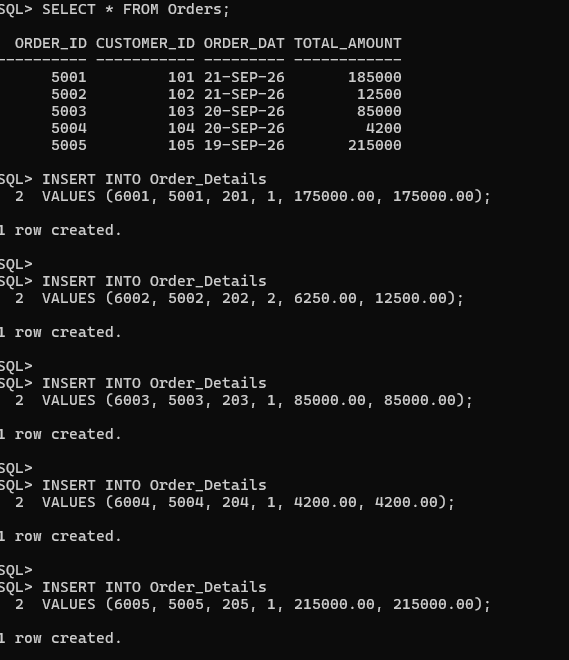 SQL> SELECT * FROM Orders;
ORDER_ID CUSTOMER_ID ORDER_DAT TOTAL_AMOUNT
---------- ----------- --------- ------------
5001 101 21-SEP-26 185000
5002 102 21-SEP-26 12500
5003 103 20-SEP-26 85000
5004 104 20-SEP-26 4200
5005 105 19-SEP-26 215000
SQL> INSERT INTO Order_Details
2 VALUES (6001, 5001, 201, 1, 175000.00, 175000.00);
1 row created.
SQL>
SQL> INSERT INTO Order_Details
2 VALUES (6002, 5002, 202, 2, 6250.00, 12500.00);
1 row created.
SQL>
SQL> INSERT INTO Order_Details
2 VALUES (6003, 5003, 203, 1, 85000.00, 85000.00);
1 row created.
SQL>
SQL> INSERT INTO Order_Details
2 VALUES (6004, 5004, 204, 1, 4200.00, 4200.00);
1 row created.
SQL>
SQL> INSERT INTO Order_Details
2 VALUES (6005, 5005, 205, 1, 215000.00, 215000.00);
1 row created.